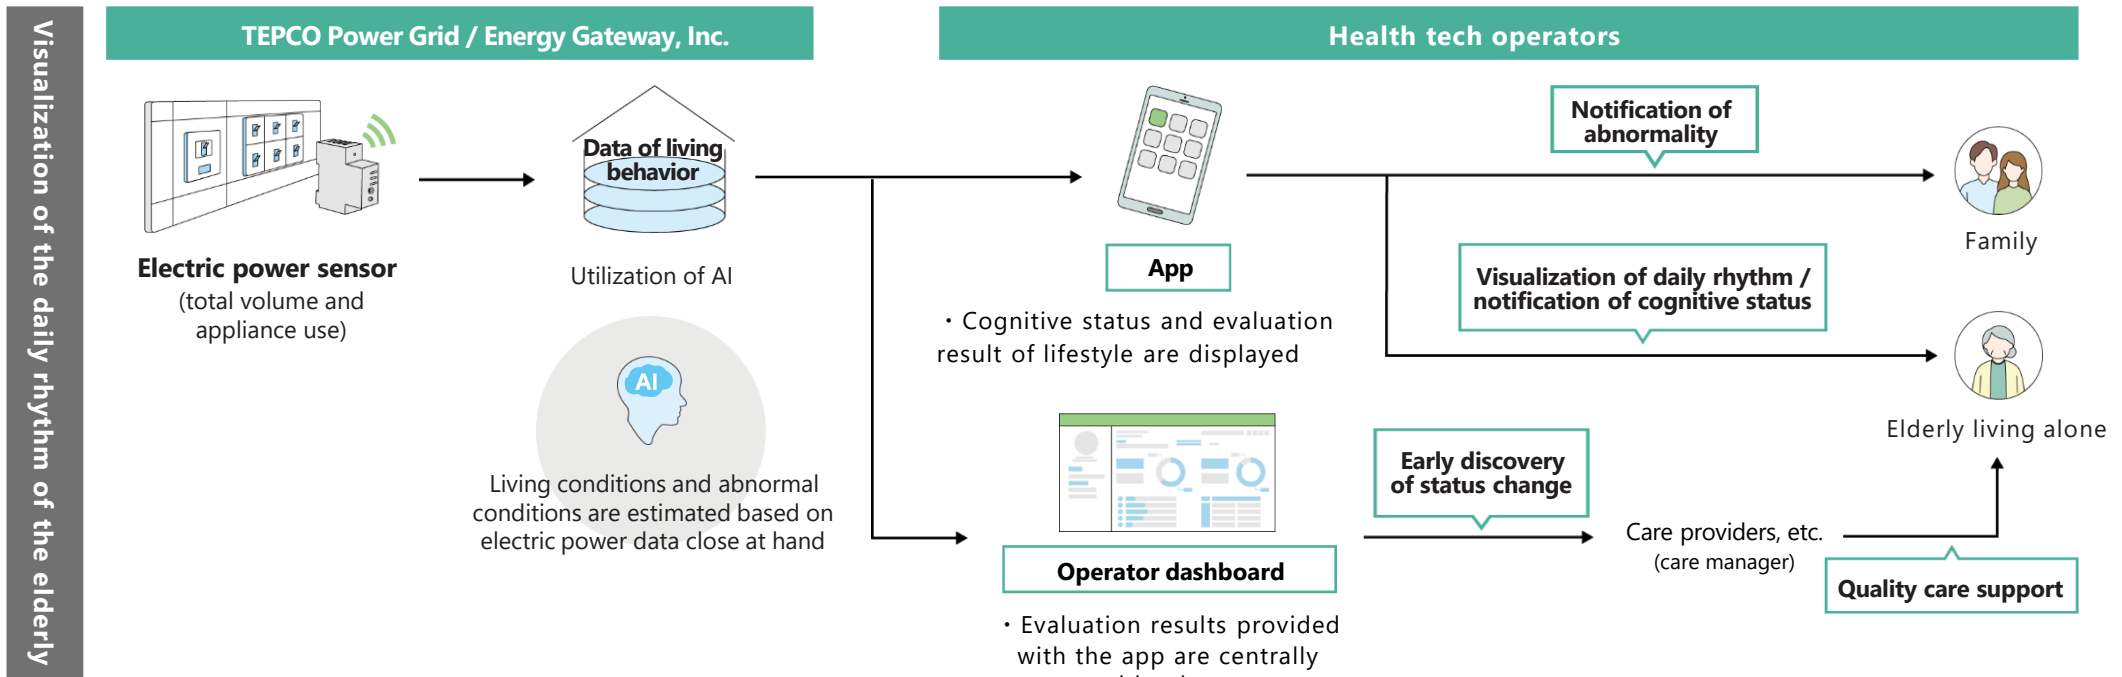 Visualization of the daily rhythm of the elderly
TEPCO Power Grid / Energy Gateway, Inc.
Health tech operators
Electric power sensor
(total volume and
appliance use)
Data of living
behavior
Utilization of AI
AI
Living conditions and abnormal
conditions are estimated based on
electric power data close at hand
App
・Cognitive status and evaluation
result of lifestyle are displayed
Notification of
abnormality
Family
Visualization of daily rhythm /
notification of cognitive status
Elderly living alone
Operator dashboard
・Evaluation results provided
with the app are centrally
Early discovery
of status change
Care providers, etc.
(care manager)
Quality care support